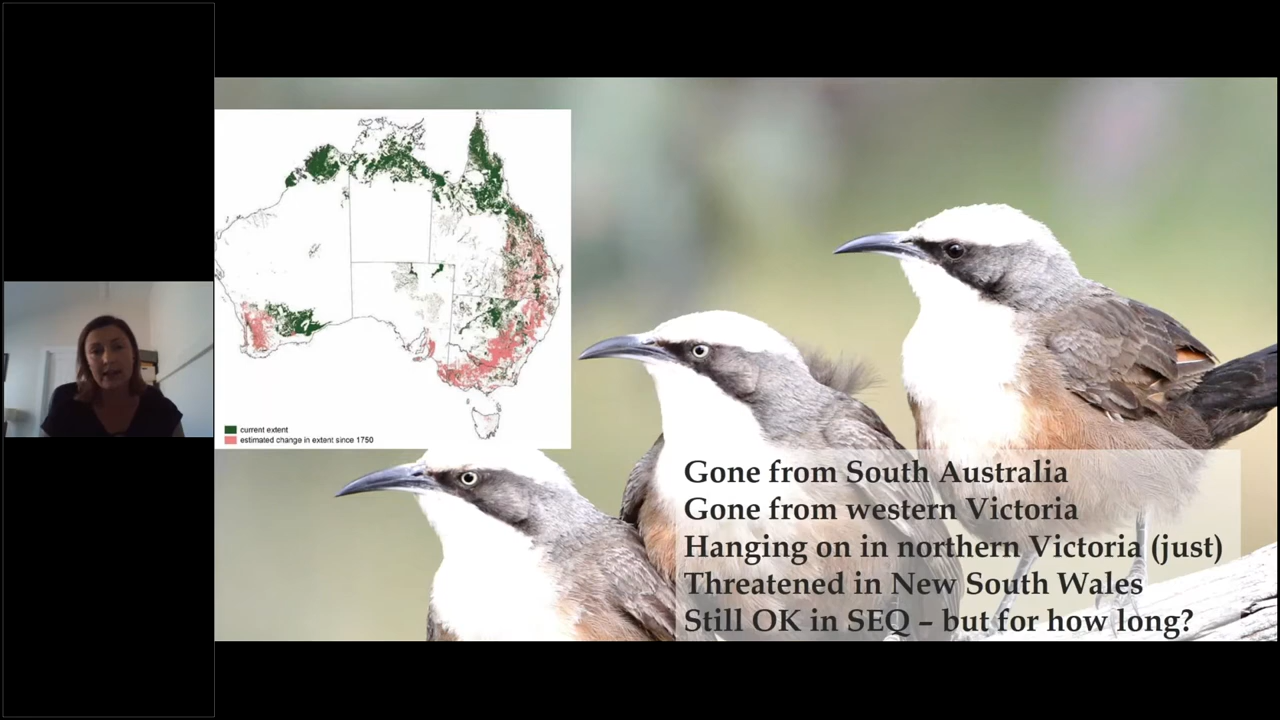 current extent
estimated change in extent since 1750
Gone from South Australia
Gone from western Victoria
Hanging on in northern Victoria (just)
Threatened in New South Wales
Still OK in SEQ – but for how long?